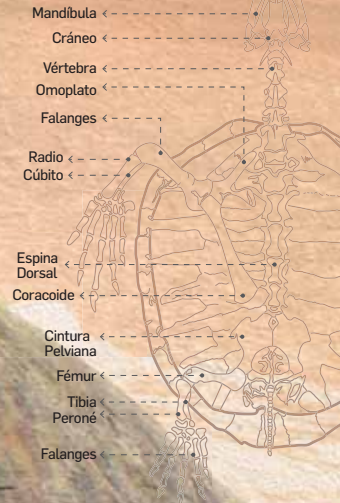 Mandíbula
Cráneo
Vértebra
Omoplato
Falanges
Radio
Cúbito
Espina
Dorsal
Coracoide
Cintura
Pelviana
Fémur
Tibia
Peroné
Falanges